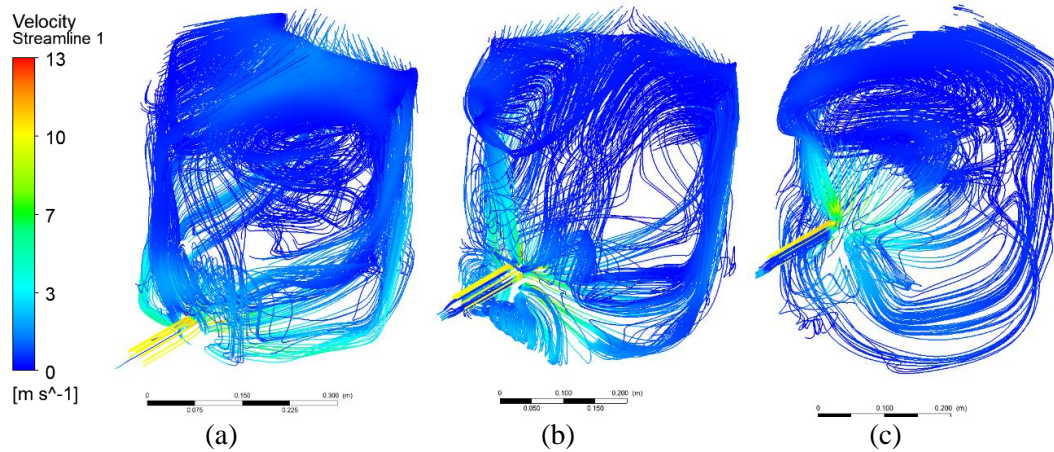 Velocity
Streamline 1
13
10
7
3
0
[m s^-1]
0 0.150 0.300 (m)
0.075 0.225
0 0.100 0.200 (m)
0.050 0.150
0 0.100 0.200 (m)
(a) (b) (c)